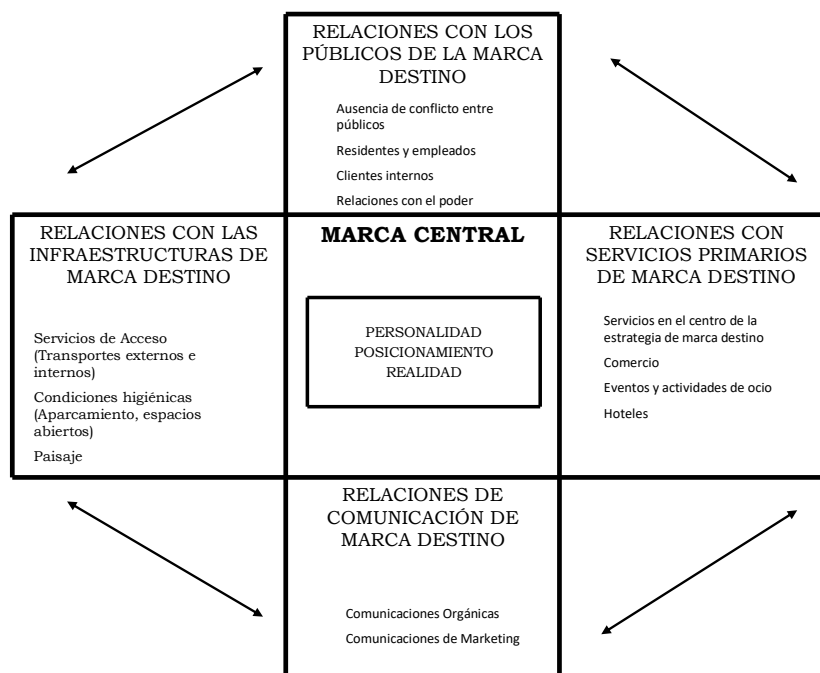 RELACIONES CON LOS
PÚBLICOS DE LA MARCA
DESTINO
Ausencia de conflicto entre
públicos
Residentes y empleados
Clientes internos
Relaciones con el poder
RELACIONES CON LAS
INFRAESTRUCTURAS DE
MARCA DESTINO
Servicios de Acceso
(Transportes externos e
internos)
Condiciones higiénicas
(Aparcamiento, espacios
abiertos)
Paisaje
MARCA CENTRAL
PERSONALIDAD
POSICIONAMIENTO
REALIDAD
RELACIONES CON
SERVICIOS PRIMARIOS
DE MARCA DESTINO
Servicios en el centro de la
estrategia de marca destino
Comercio
Eventos y actividades de ocio
Hoteles
RELACIONES DE
COMUNICACIÓN DE
MARCA DESTINO
Comunicaciones Orgánicas
Comunicaciones de Marketing